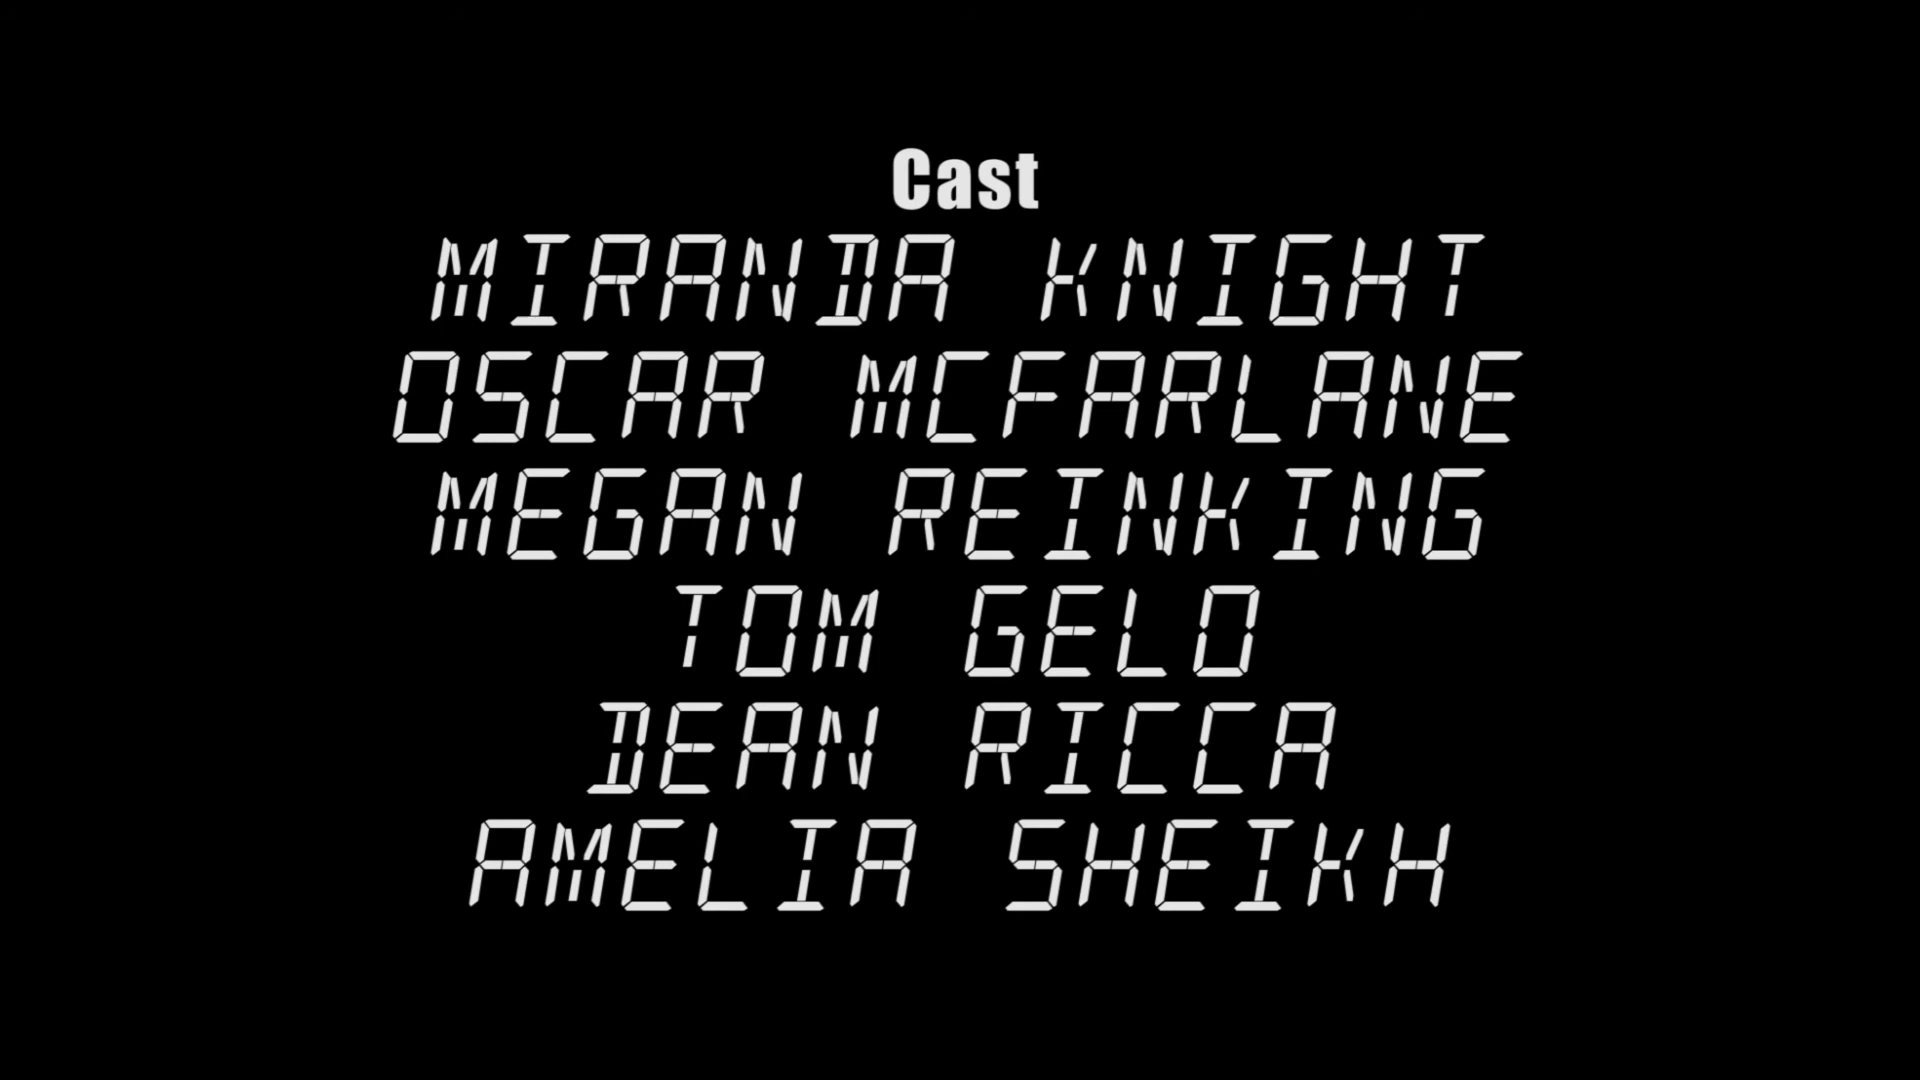 Cast
MIRANDA KNIGHT
OSCAR MCFARLANE
MEGAN REINKING
TOM GELO
DEAN RICCA
AMELIA SHEIKH